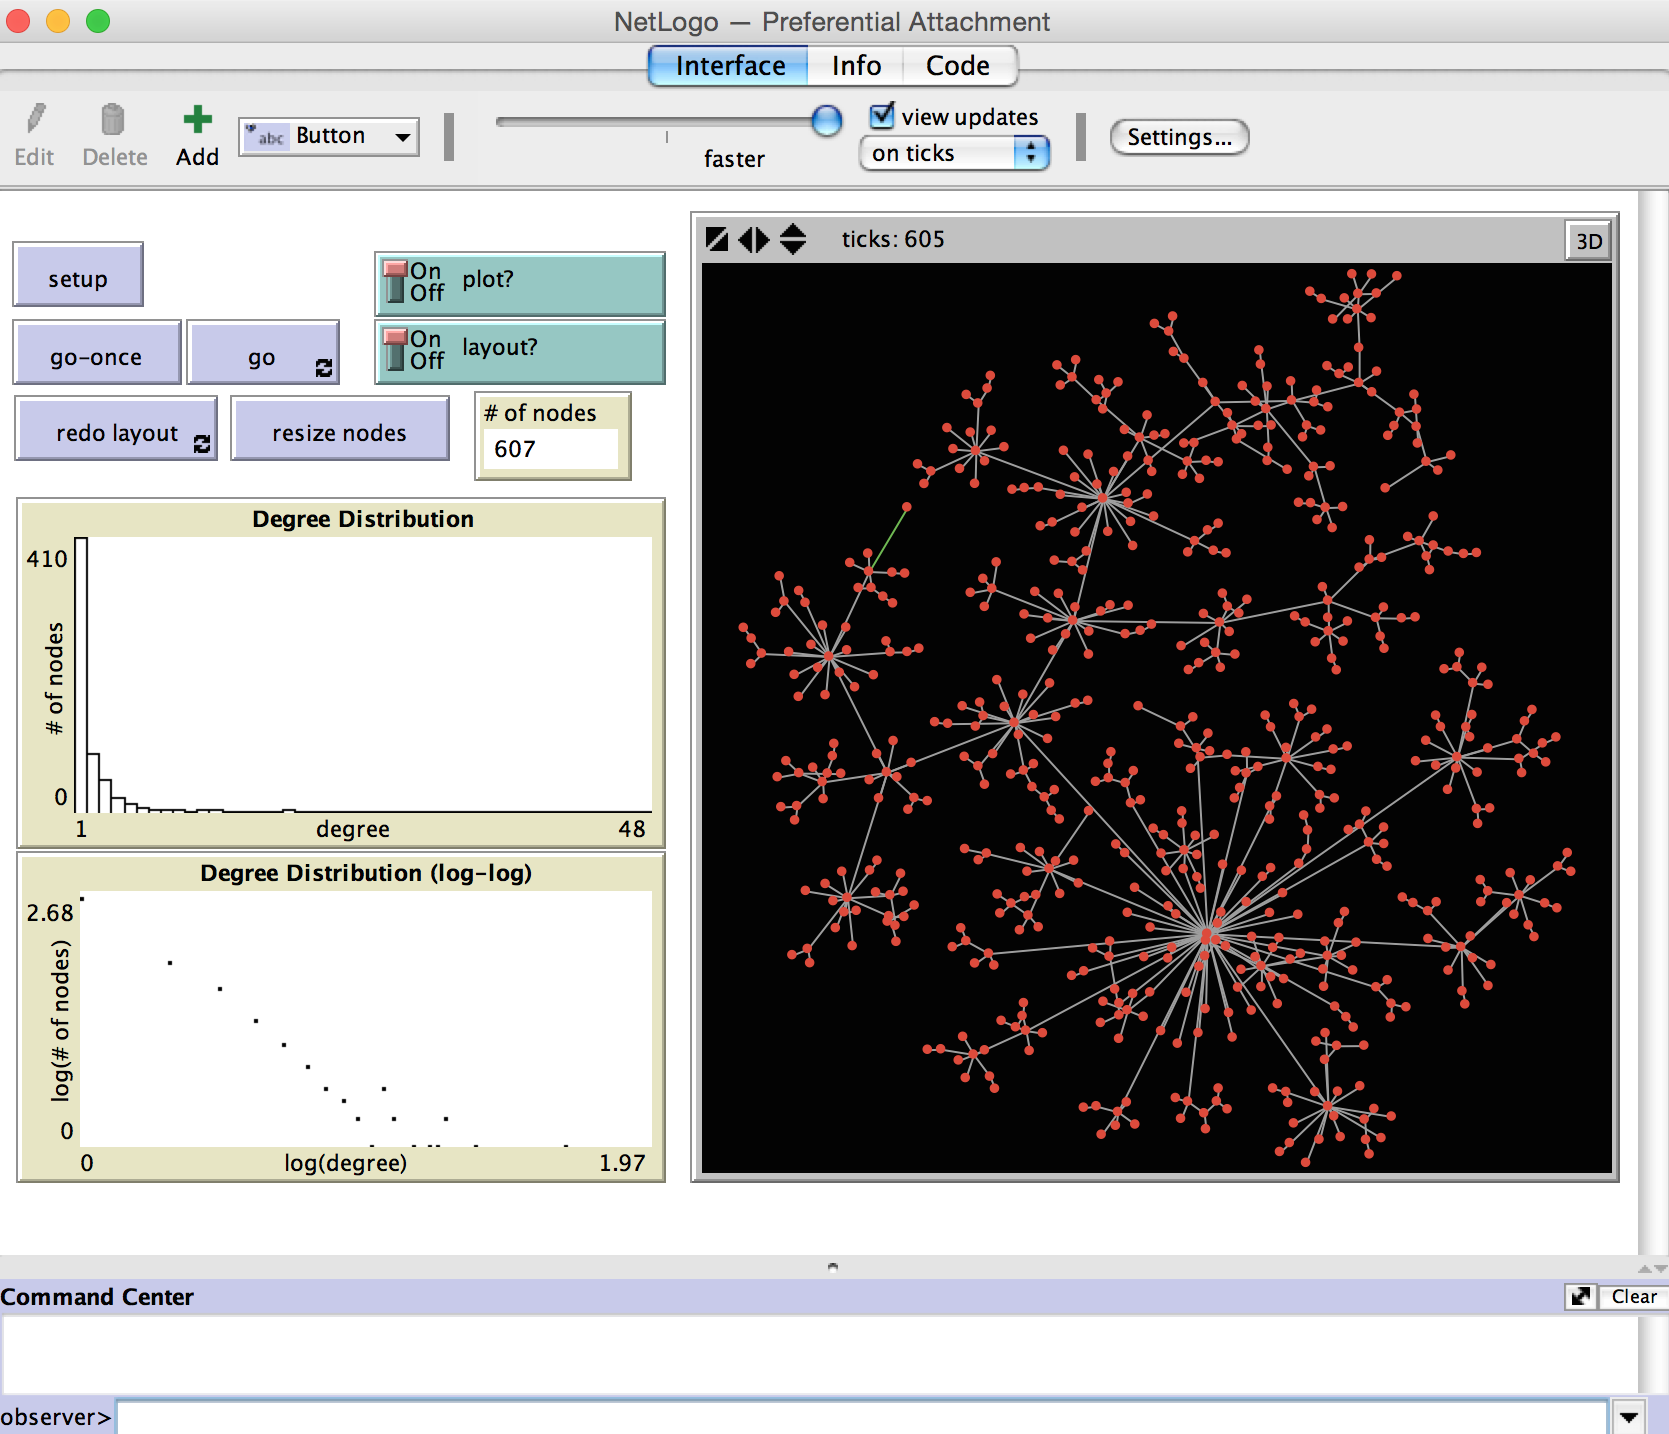 NetLogo — Preferential Attachment
Interface Info Code
Edit Delete Add abc Button faster view updates on ticks Settings...
ticks: 605 3D
setup
On Off plot?
go-once go
On Off layout?
redo layout resize nodes
# of nodes
607
Degree Distribution
410
# of nodes
0
1 degree 48
Degree Distribution (log-log)
2.68
log(# of nodes)
0
0 log(degree) 1.97
Command Center Clear
observer>